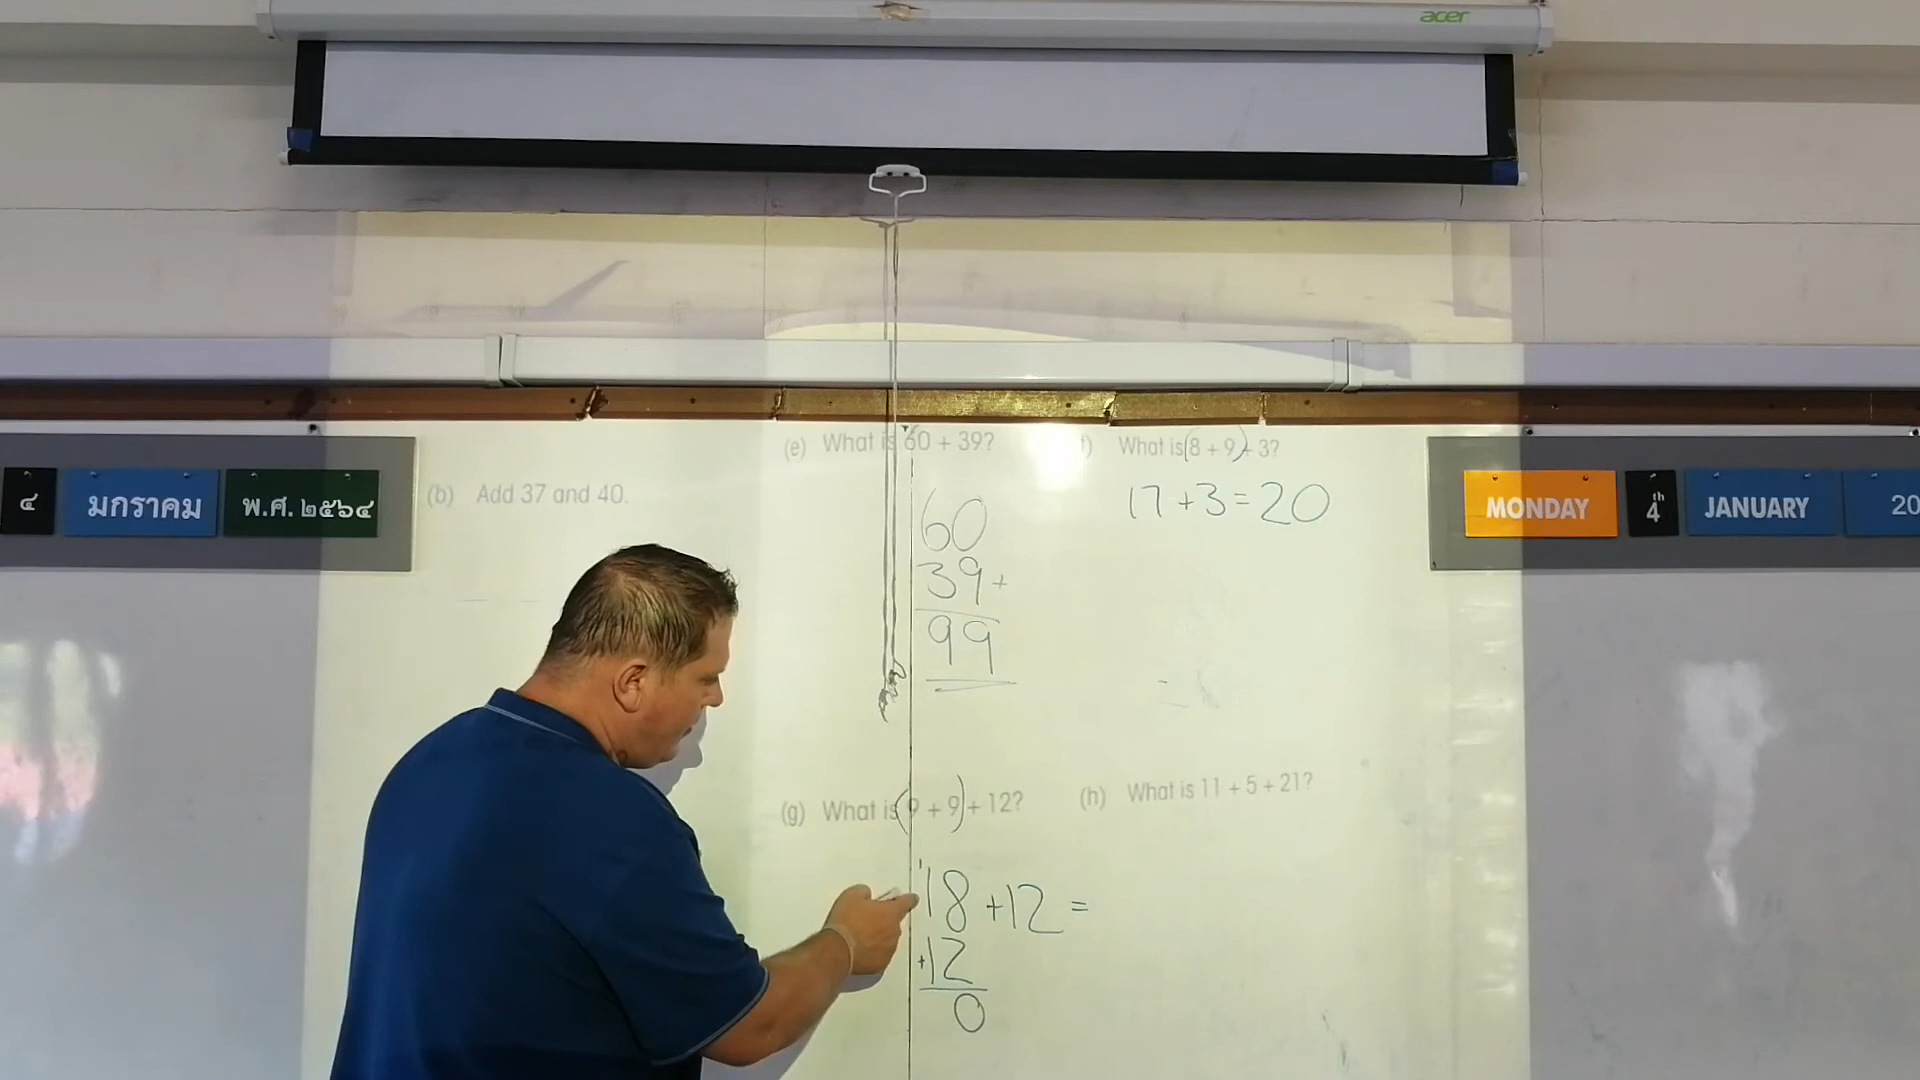 acer
๔ มกราคม พ.ศ. ๒๕๖๔
MONDAY 4th JANUARY 20
(b) Add 37 and 40.
(e) What is 60 + 39?
60
39+
99
f) What is (8 + 9) + 3?
17 + 3 = 20
(g) What is (9 + 9) + 12?
1
18 + 12 =
+12
0
(h) What is 11 + 5 + 21?